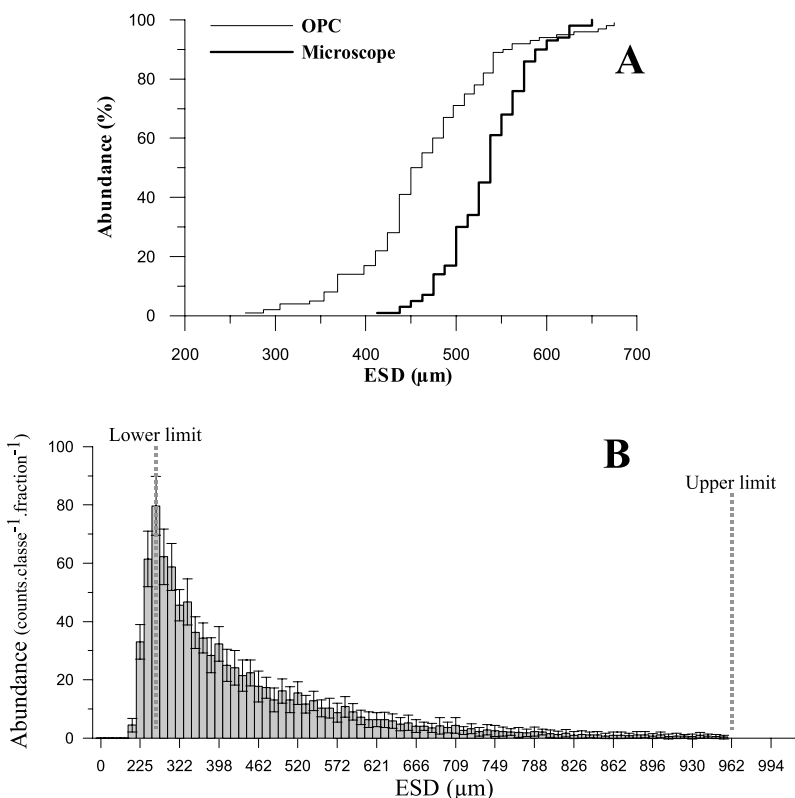 100
80
60
40
20
0
Abundance (%)
OPC
Microscope
A
200 300 400 500 600 700
ESD (µm)
Lower limit
B
Upper limit
100
80
60
40
20
0
Abundance (counts.classe-1.fraction-1)
0 225 322 398 462 520 572 621 666 709 749 788 826 862 896 930 962 994
ESD (µm)